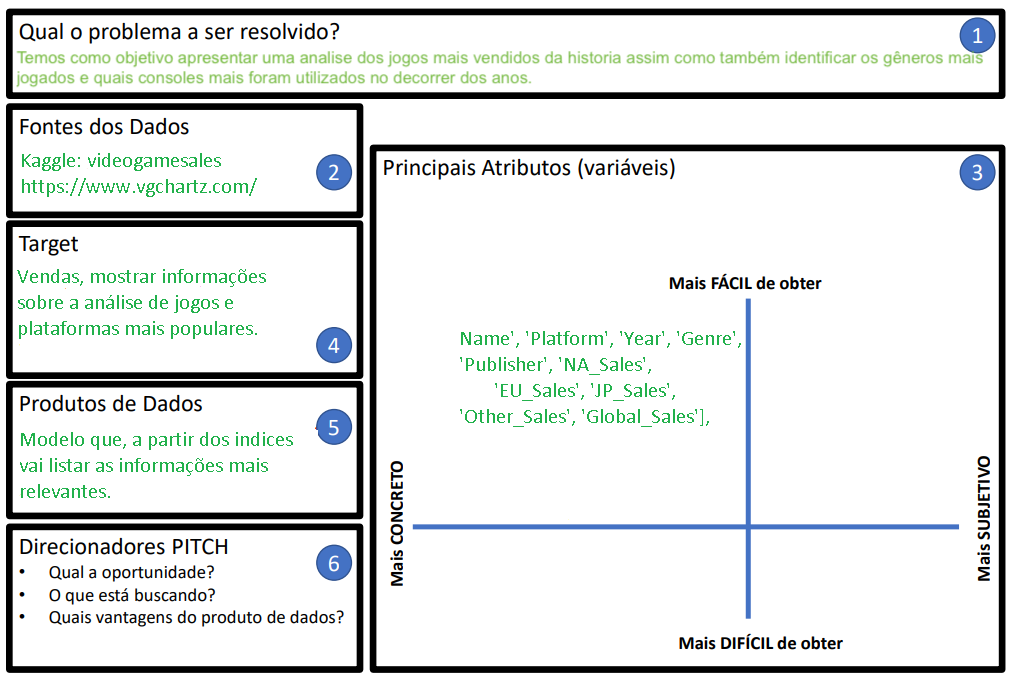 Qual o problema a ser resolvido?
1
Temos como objetivo apresentar uma analise dos jogos mais vendidos da historia assim como também identificar os gêneros mais
jogados e quais consoles mais foram utilizados no decorrer dos anos.
Fontes dos Dados
Kaggle: videogamesales
https://www.vgchartz.com/
2
Principais Atributos (variáveis)
3
Mais FÁCIL de obter
Name', 'Platform', 'Year', 'Genre',
'Publisher', 'NA_Sales',
'EU_Sales', 'JP_Sales',
'Other_Sales', 'Global_Sales'],
Mais CONCRETO
Mais SUBJETIVO
Mais DIFÍCIL de obter
Target
Vendas, mostrar informações
sobre a análise de jogos e
plataformas mais populares.
4
Produtos de Dados
5
Modelo que, a partir dos indices
vai listar as informações mais
relevantes.
Direcionadores PITCH
6
• Qual a oportunidade?
• O que está buscando?
• Quais vantagens do produto de dados?